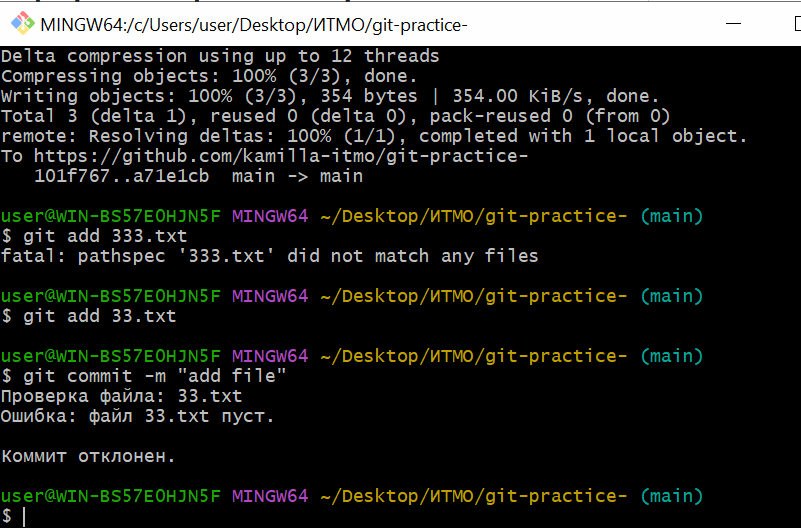 MINGW64:/c/Users/user/Desktop/ИТМО/git-practice-
Delta compression using up to 12 threads
Compressing objects: 100% (3/3), done.
Writing objects: 100% (3/3), 354 bytes | 354.00 KiB/s, done.
Total 3 (delta 1), reused 0 (delta 0), pack-reused 0 (from 0)
remote: Resolving deltas: 100% (1/1), completed with 1 local object.
To https://github.com/kamilla-itmo/git-practice-
   101f767..a71e1cb  main -> main
user@WIN-BS57EOHJN5F MINGW64 ~/Desktop/ИТМО/git-practice- (main)
$ git add 333.txt
fatal: pathspec '333.txt' did not match any files
user@WIN-BS57EOHJN5F MINGW64 ~/Desktop/ИТМО/git-practice- (main)
$ git add 33.txt
user@WIN-BS57EOHJN5F MINGW64 ~/Desktop/ИТМО/git-practice- (main)
$ git commit -m "add file"
Проверка файла: 33.txt
Ошибка: файл 33.txt пуст.
Коммит отклонен.
user@WIN-BS57EOHJN5F MINGW64 ~/Desktop/ИТМО/git-practice- (main)
$